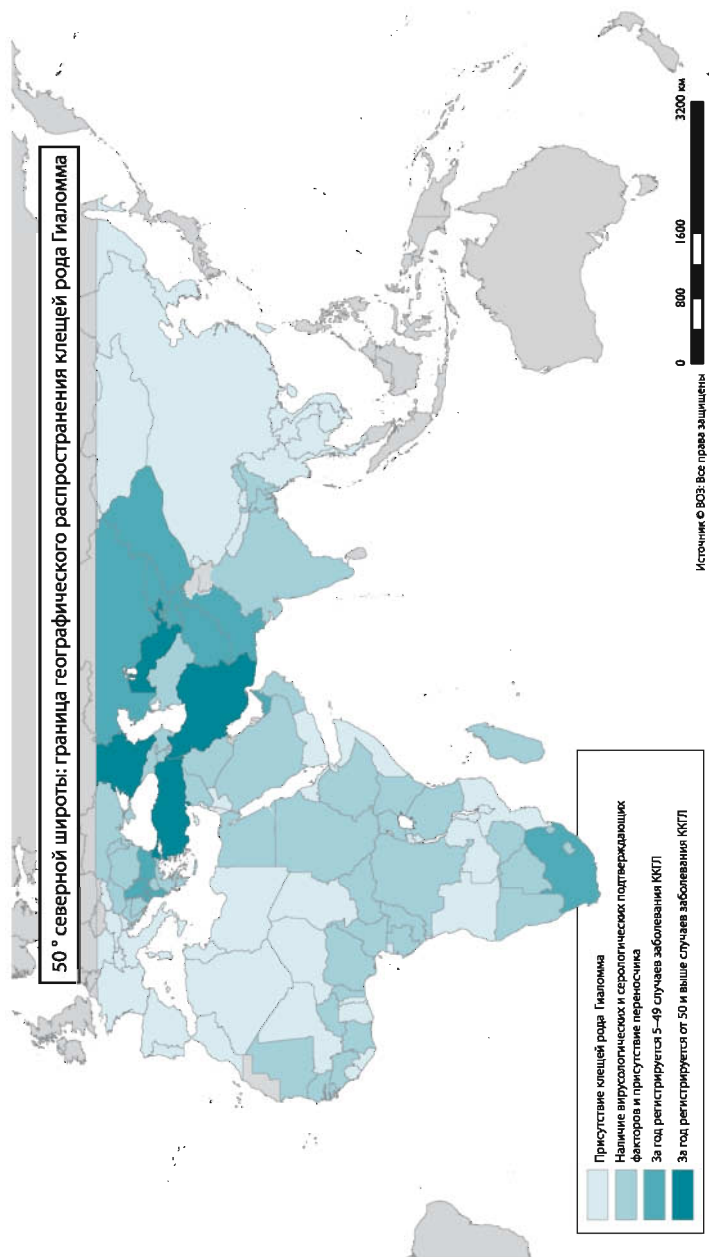 50 ° северной широты: граница географического распространения клещей рода Гиаломма
Присутствие клещей рода Гиаломма
Наличие вирусологических и серологических подтверждающих
факторов и присутствие переносчика
За год регистрируется 5–49 случаев заболевания ККГЛ
За год регистрируется от 50 и выше случаев заболевания ККГЛ
0 800 1600 3200 км
Источник © ВОЗ: Все права защищены